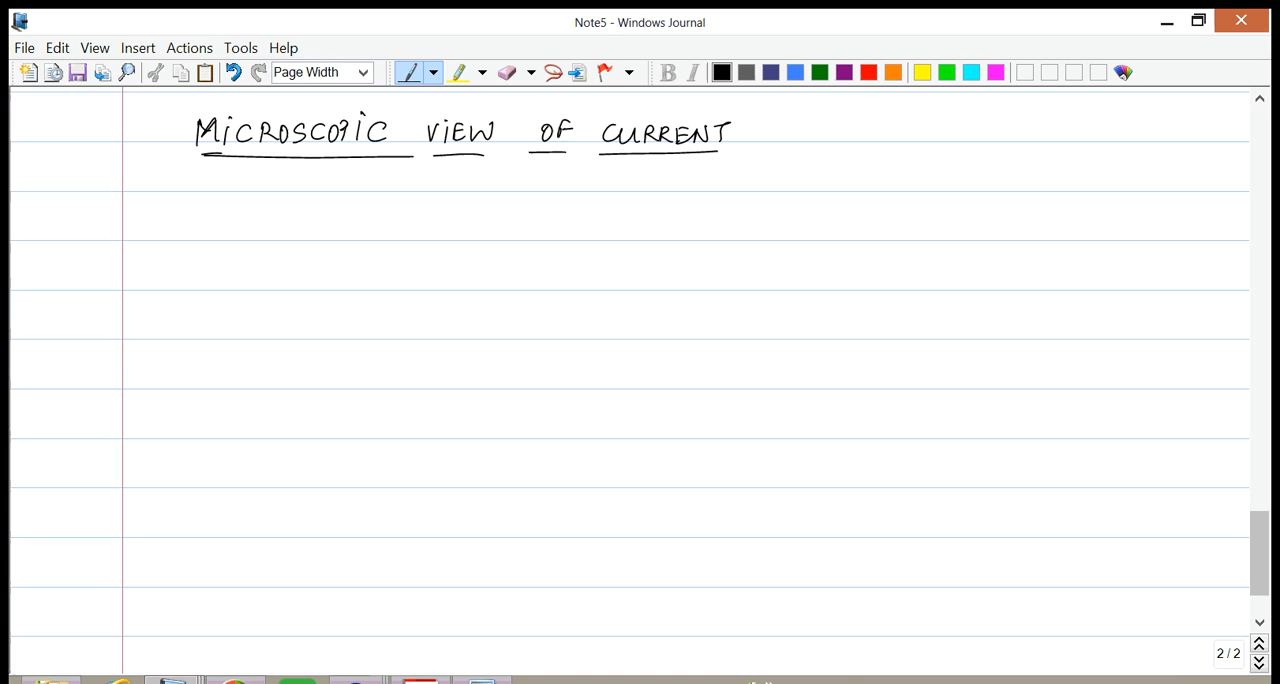 Note5 - Windows Journal
File Edit View Insert Actions Tools Help
Page Width B I
MiCROSCOPiC ViEW OF CURRENT
2 / 2